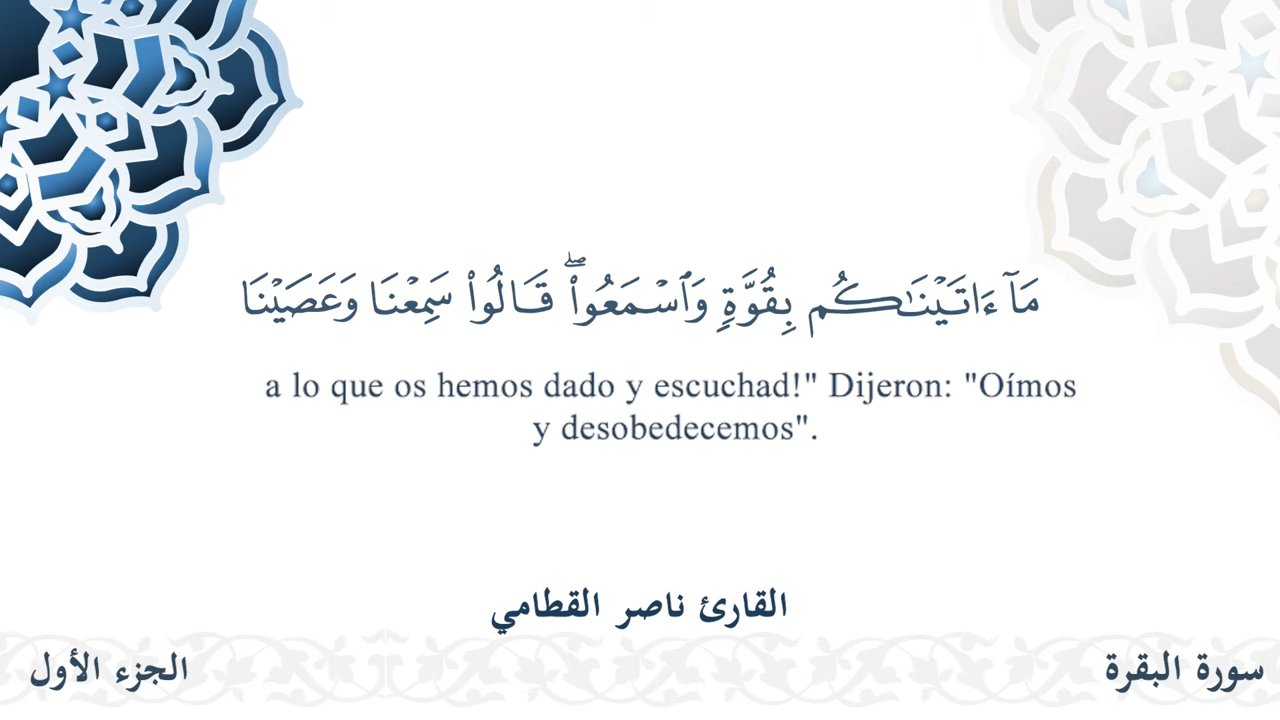 مَآ ءَاتَيْنَـٰكُم بِقُوَّةٍۢ وَٱسْمَعُوا۟ ۖ قَالُوا۟ سَمِعْنَا وَعَصَيْنَا
a lo que os hemos dado y escuchad!" Dijeron: "Oímos
y desobedecemos".
القارئ ناصر القطامي
سورة البقرة
الجزء الأول